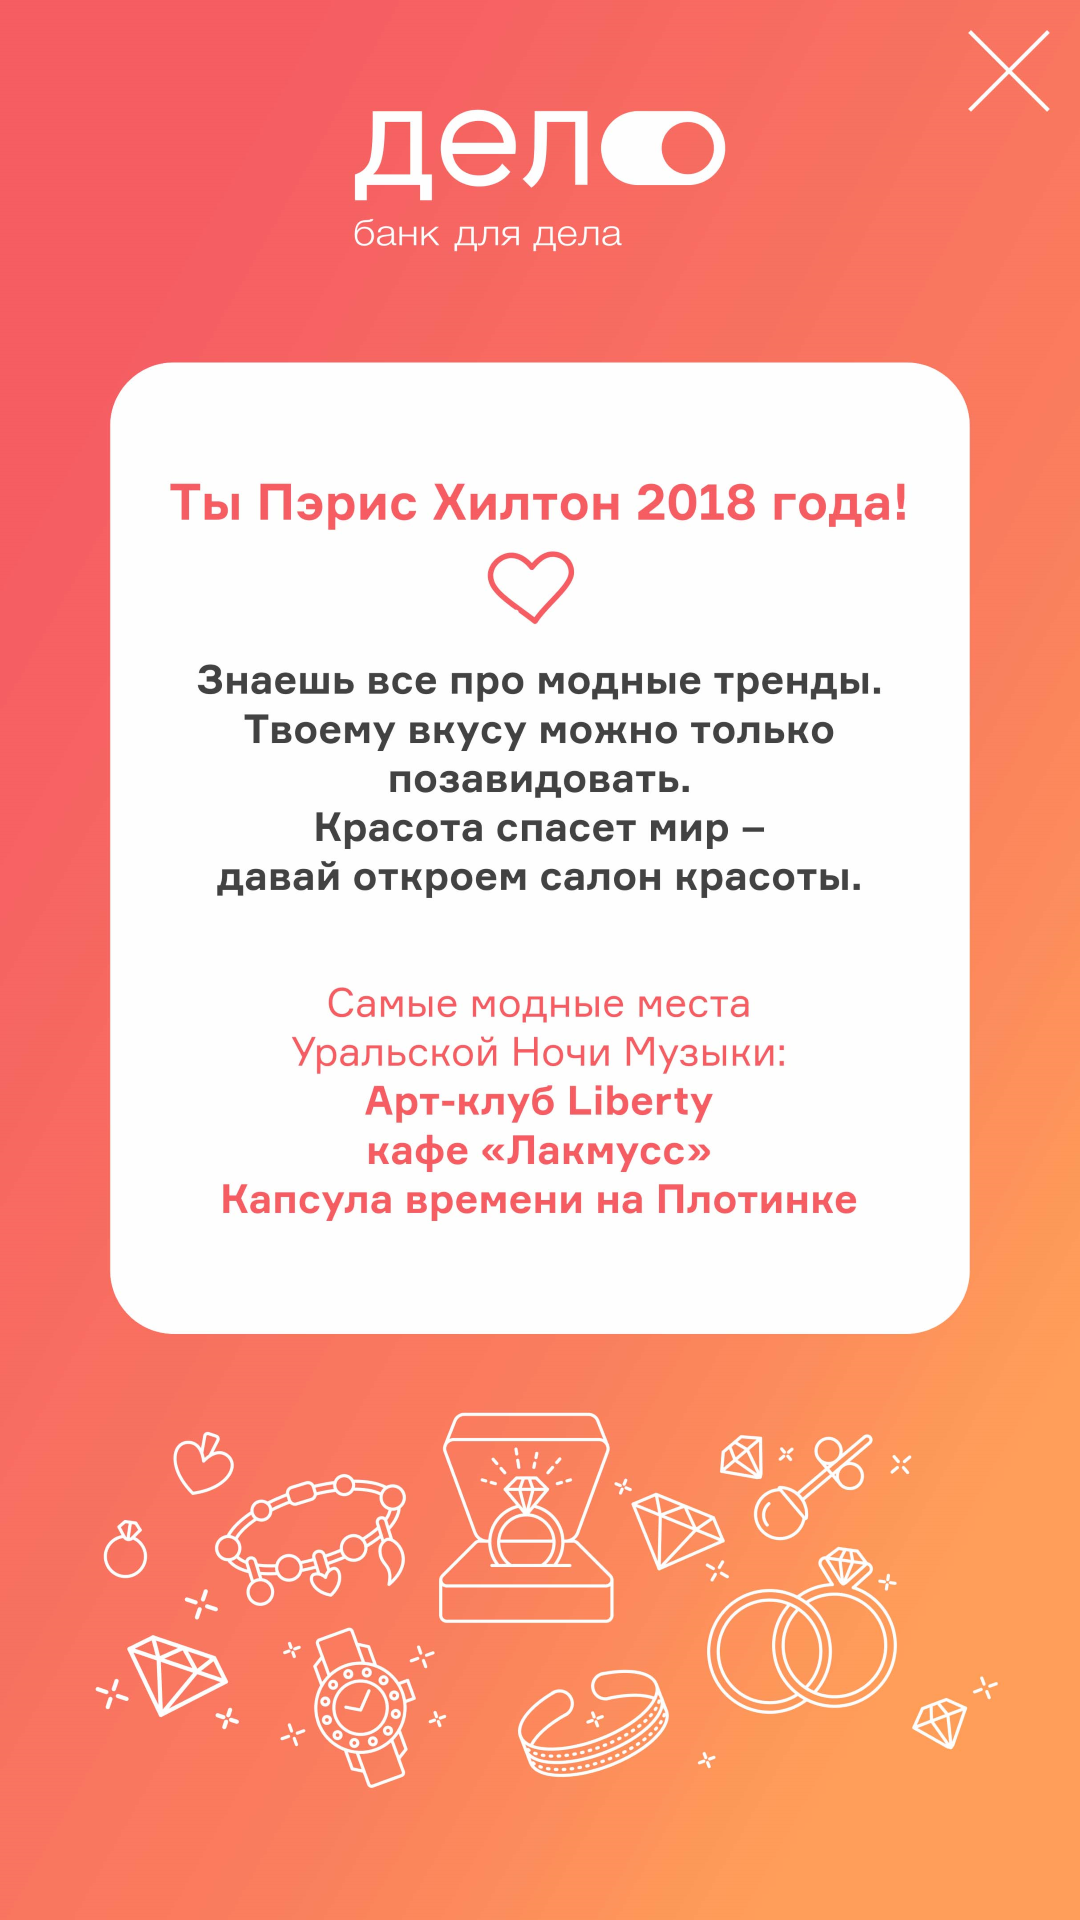 дело
банк для дела
Ты Пэрис Хилтон 2018 года!
Знаешь все про модные тренды.
Твоему вкусу можно только
позавидовать.
Красота спасет мир –
давай откроем салон красоты.
Самые модные места
Уральской Ночи Музыки:
Арт-клуб Liberty
кафе «Лакмусс»
Капсула времени на Плотинке